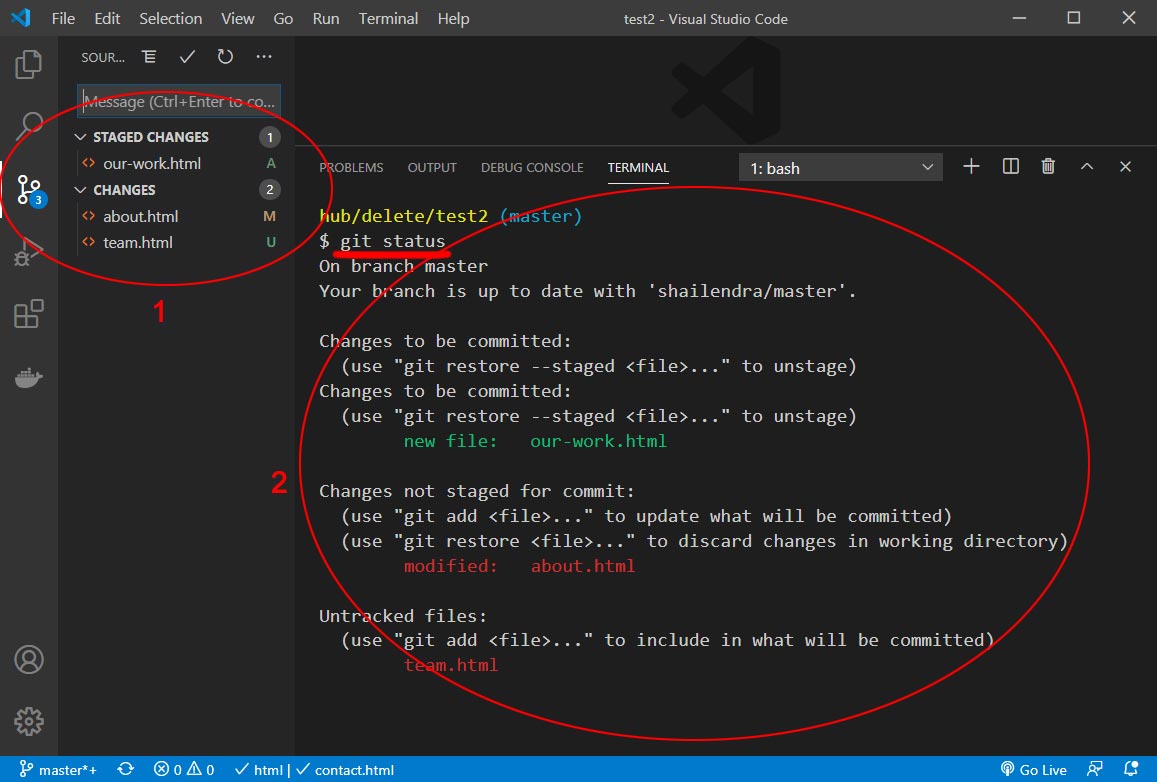 File Edit Selection View Go Run Terminal Help test2 - Visual Studio Code
SOUR...
Message (Ctrl+Enter to co...
STAGED CHANGES 1
our-work.html A
CHANGES 2
about.html M
team.html U
3
1
PROBLEMS OUTPUT DEBUG CONSOLE TERMINAL 1: bash
hub/delete/test2 (master)
$ git status
On branch master
Your branch is up to date with 'shailendra/master'.
Changes to be committed:
(use "git restore --staged <file>..." to unstage)
Changes to be committed:
(use "git restore --staged <file>..." to unstage)
new file: our-work.html
2
Changes not staged for commit:
(use "git add <file>..." to update what will be committed)
(use "git restore <file>..." to discard changes in working directory)
modified: about.html
Untracked files:
(use "git add <file>..." to include in what will be committed)
team.html
master*+ 0 0 html | contact.html Go Live